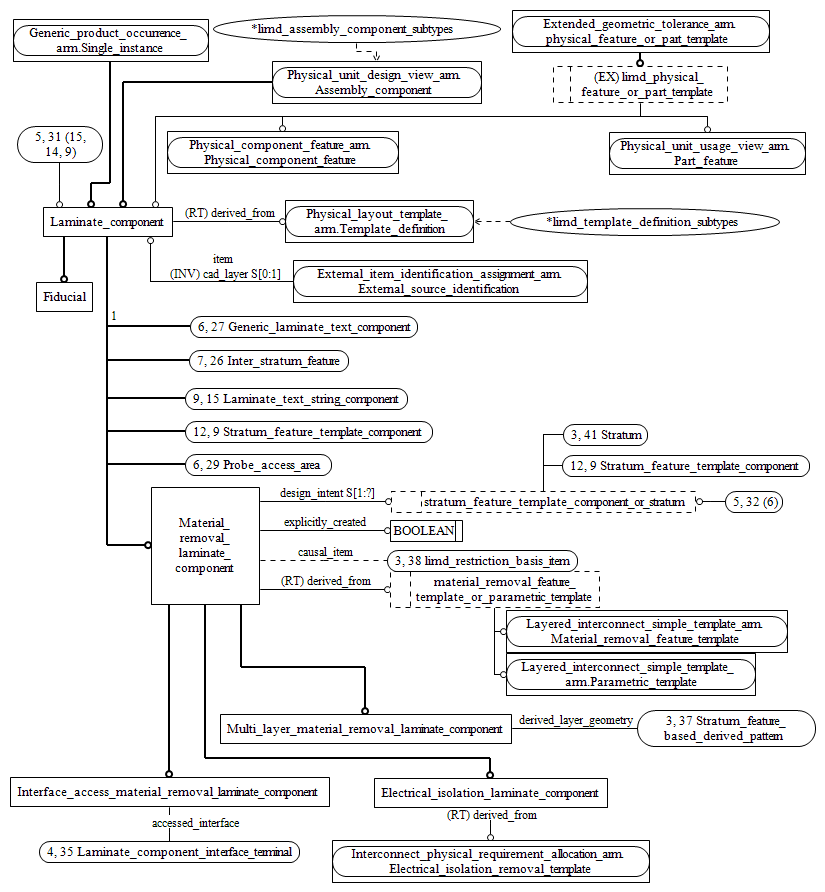 Generic_product_occurrence_
arm.Single_instance
*limd_assembly_component_subtypes
Extended_geometric_tolerance_arm.
physical_feature_or_part_template
Physical_unit_design_view_arm.
Assembly_component
(EX) limd_physical_
feature_or_part_template
5, 31 (15,
14, 9)
Physical_component_feature_arm.
Physical_component_feature
Physical_unit_usage_view_arm.
Part_feature
Laminate_component
(RT) derived_from
Physical_layout_template_
arm.Template_definition
*limd_template_definition_subtypes
item
(INV) cad_layer S[0:1]
External_item_identification_assignment_arm.
External_source_identification
Fiducial
1
6, 27 Generic_laminate_text_component
7, 26 Inter_stratum_feature
9, 15 Laminate_text_string_component
12, 9 Stratum_feature_template_component
3, 41 Stratum
6, 29 Probe_access_area
12, 9 Stratum_feature_template_component
Material_
removal_
laminate_
component
design_intent S[1:?]
stratum_feature_template_component_or_stratum
5, 32 (6)
explicitly_created
BOOLEAN
causal_item
3, 38 limd_restriction_basis_item
(RT) derived_from
material_removal_feature_
template_or_parametric_template
Layered_interconnect_simple_template_arm.
Material_removal_feature_template
Layered_interconnect_simple_template_
arm.Parametric_template
Multi_layer_material_removal_laminate_component
derived_layer_geometry
3, 37 Stratum_feature_
based_derived_pattern
Interface_access_material_removal_laminate_component
Electrical_isolation_laminate_component
accessed_interface
(RT) derived_from
4, 35 Laminate_component_interface_terminal
Interconnect_physical_requirement_allocation_arm.
Electrical_isolation_removal_template